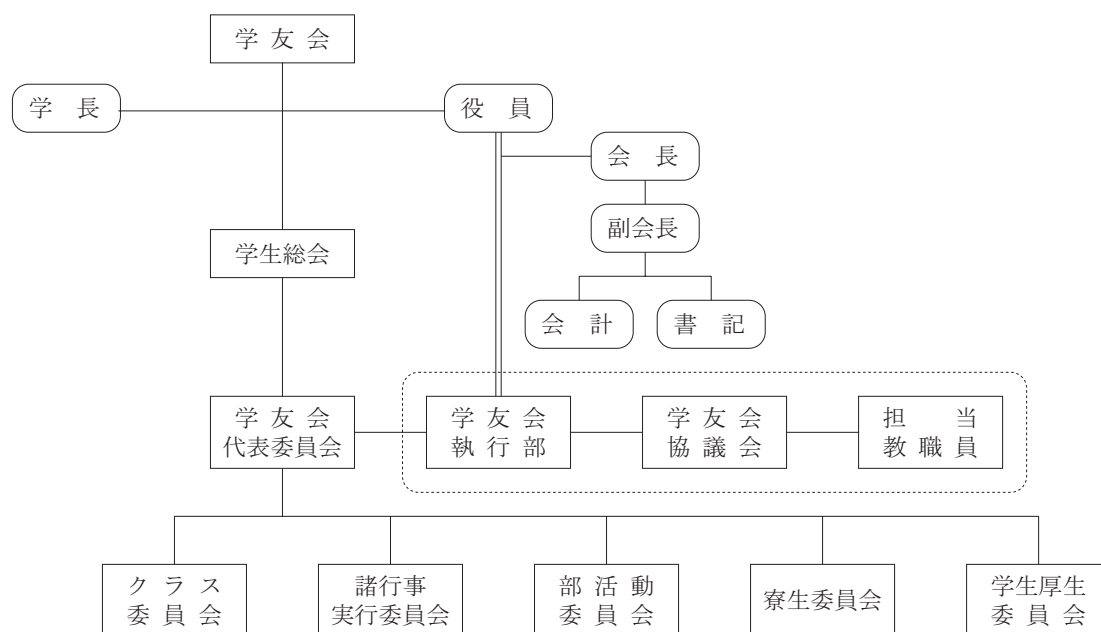 学友会
学長
役員
会長
副会長
学生総会
会計
書記
学友会
代表委員会
学友会
執行部
学友会
協議会
担当
教職員
クラス
委員会
諸行事
実行委員会
部活動
委員会
寮生委員会
学生厚生
委員会